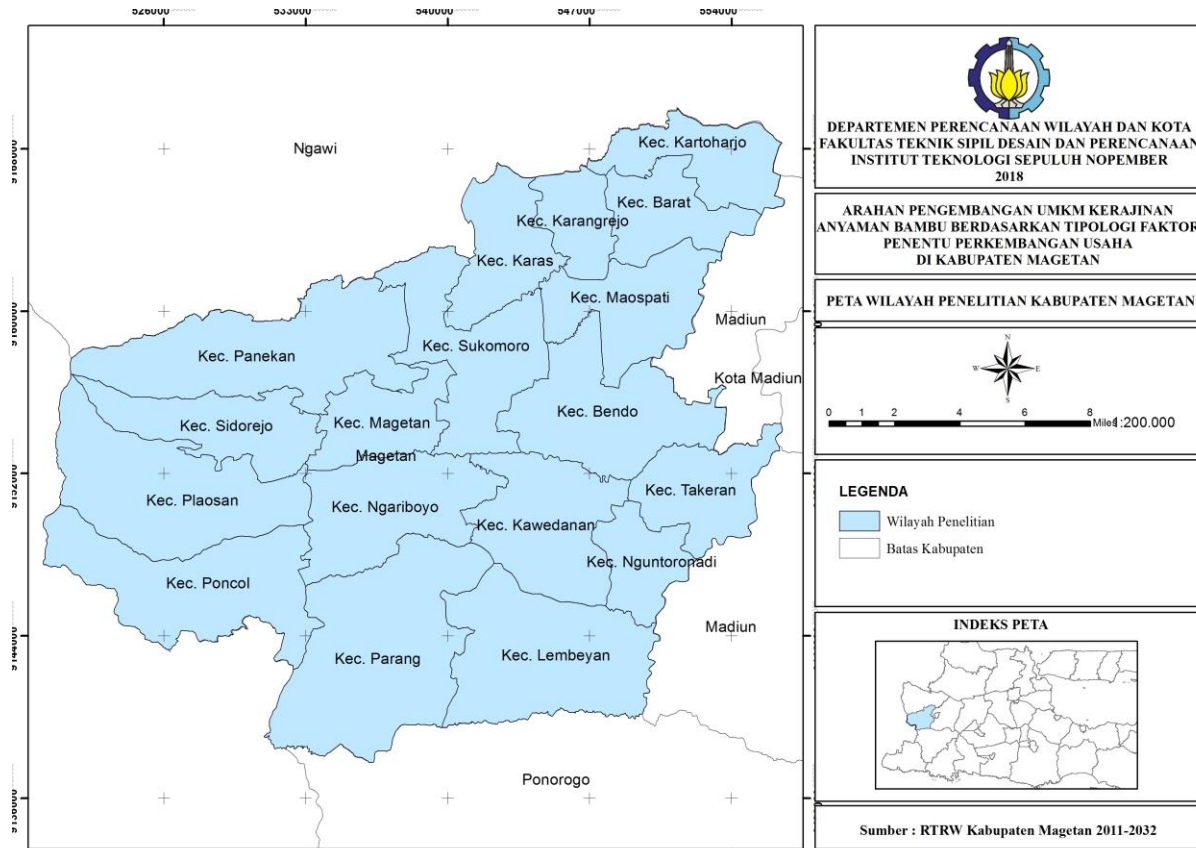 526000 533000 540000 547000 554000
Ngawi
Kec. Kartoharjo
Kec. Barat
Kec. Karangrejo
Kec. Karas
Kec. Maospati
Madiun
Kec. Sukomoro
Kec. Panekan
Kota Madiun
Kec. Bendo
Kec. Magetan
Kec. Sidorejo
Magetan
Kec. Takeran
Kec. Plaosan
Kec. Ngariboyo
Kec. Kawedanan
Kec. Nguntoronadi
Kec. Poncol
Madiun
Kec. Parang
Kec. Lembeyan
Ponorogo
DEPARTEMEN PERENCANAAN WILAYAH DAN KOTA
FAKULTAS TEKNIK SIPIL DESAIN DAN PERENCANAAN
INSTITUT TEKNOLOGI SEPULUH NOPEMBER
2018
ARAHAN PENGEMBANGAN UMKM KERAJINAN
ANYAMAN BAMBU BERDASARKAN TIPOLOGI FAKTOR
PENENTU PERKEMBANGAN USAHA
DI KABUPATEN MAGETAN
PETA WILAYAH PENELITIAN KABUPATEN MAGETAN
N
W E
S
0 1 2 4 6 8
Miles 1:200.000
LEGENDA
Wilayah Penelitian
Batas Kabupaten
INDEKS PETA
Sumber : RTRW Kabupaten Magetan 2011-2032